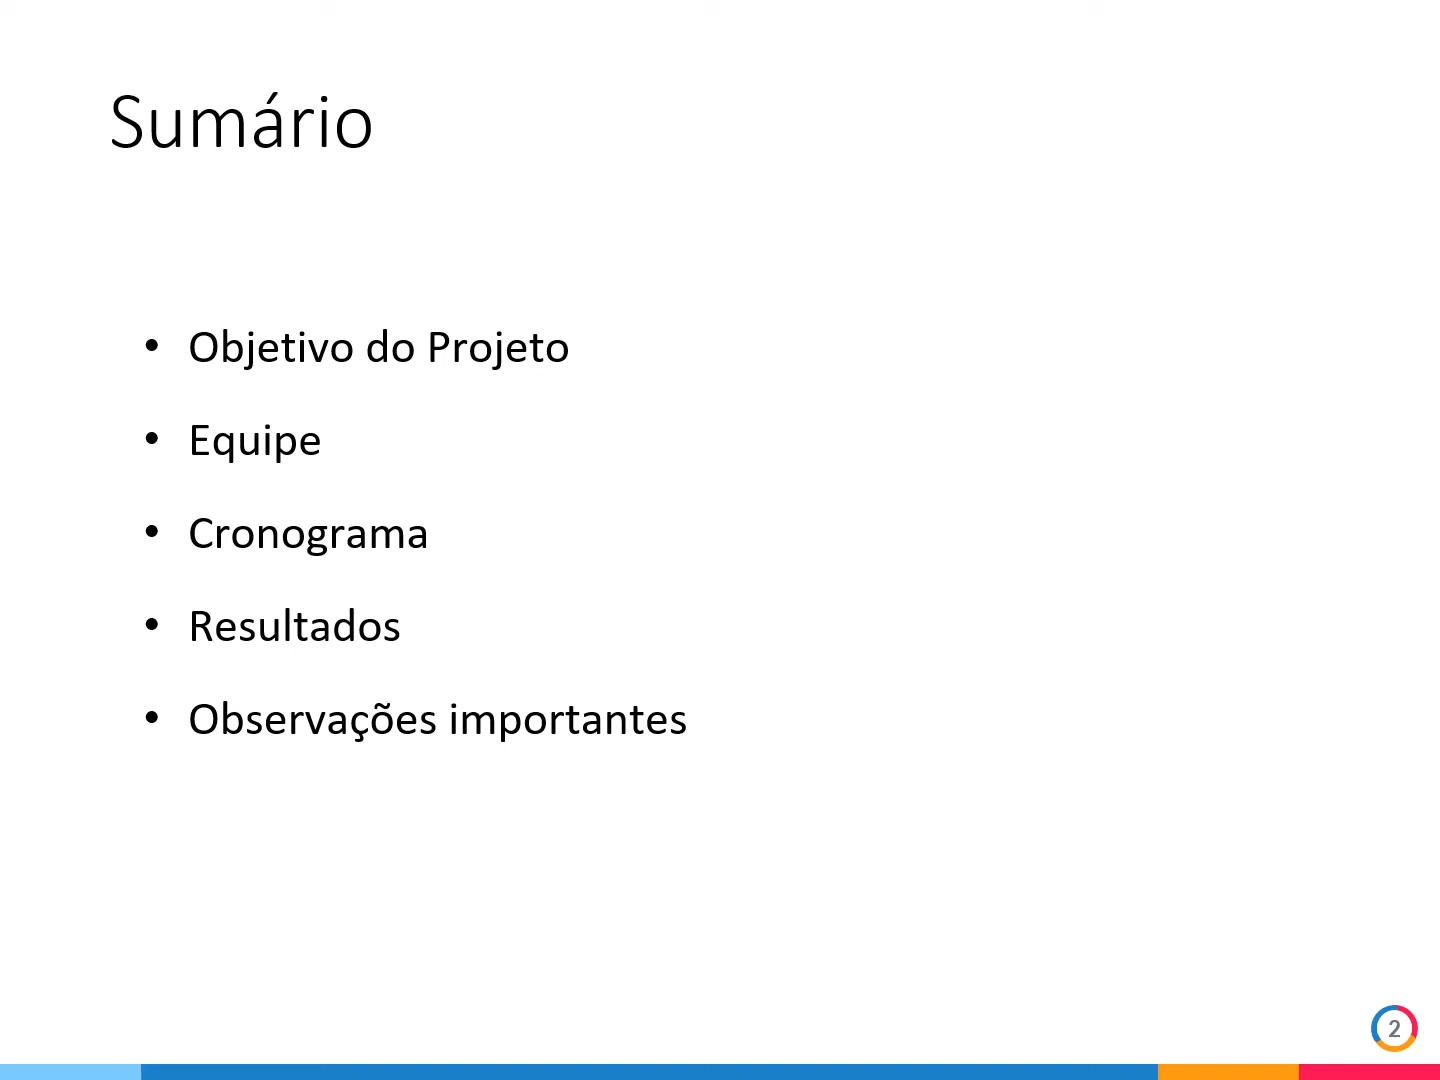 Sumário
• Objetivo do Projeto
• Equipe
• Cronograma
• Resultados
• Observações importantes
2